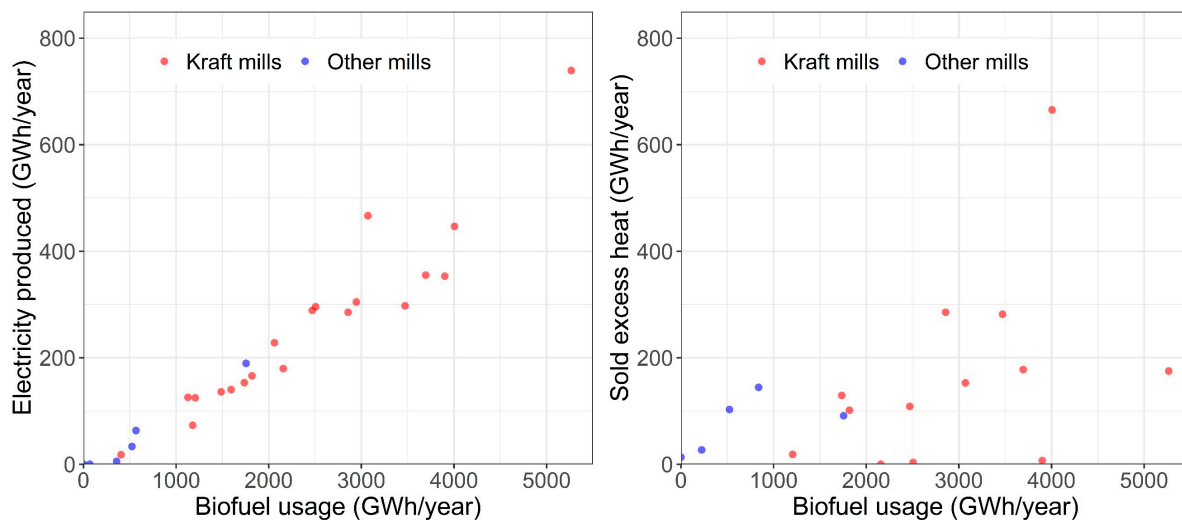 Electricity produced (GWh/year)
800
600
400
200
0
Kraft mills Other mills
0 1000 2000 3000 4000 5000
Biofuel usage (GWh/year)
Sold excess heat (GWh/year)
800
600
400
200
0
Kraft mills Other mills
0 1000 2000 3000 4000 5000
Biofuel usage (GWh/year)